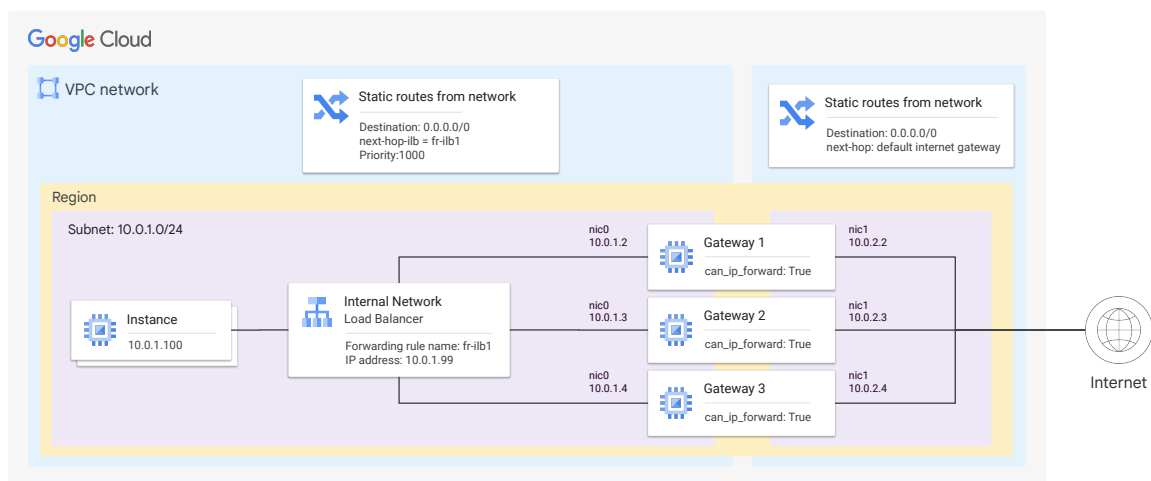 Google Cloud
VPC network
Static routes from network
Destination: 0.0.0.0/0
next-hop-ilb = fr-ilb1
Priority:1000
Static routes from network
Destination: 0.0.0.0/0
next-hop: default internet gateway
Region
Subnet: 10.0.1.0/24
Instance
10.0.1.100
Internal Network
Load Balancer
Forwarding rule name: fr-ilb1
IP address: 10.0.1.99
nic0
10.0.1.2
Gateway 1
can_ip_forward: True
nic1
10.0.2.2
nic0
10.0.1.3
Gateway 2
can_ip_forward: True
nic1
10.0.2.3
nic0
10.0.1.4
Gateway 3
can_ip_forward: True
nic1
10.0.2.4
Internet